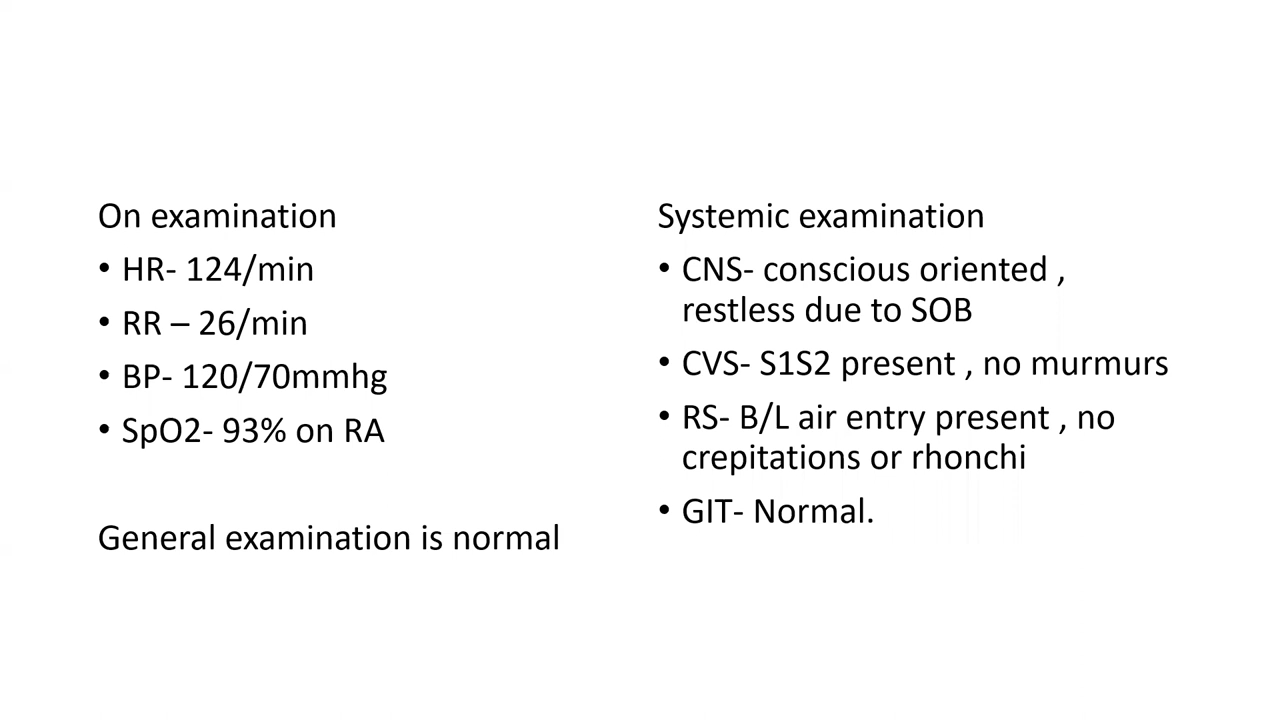 On examination
• HR- 124/min
• RR – 26/min
• BP- 120/70mmhg
• SpO2- 93% on RA
General examination is normal
Systemic examination
• CNS- conscious oriented ,
restless due to SOB
• CVS- S1S2 present , no murmurs
• RS- B/L air entry present , no
crepitations or rhonchi
• GIT- Normal.